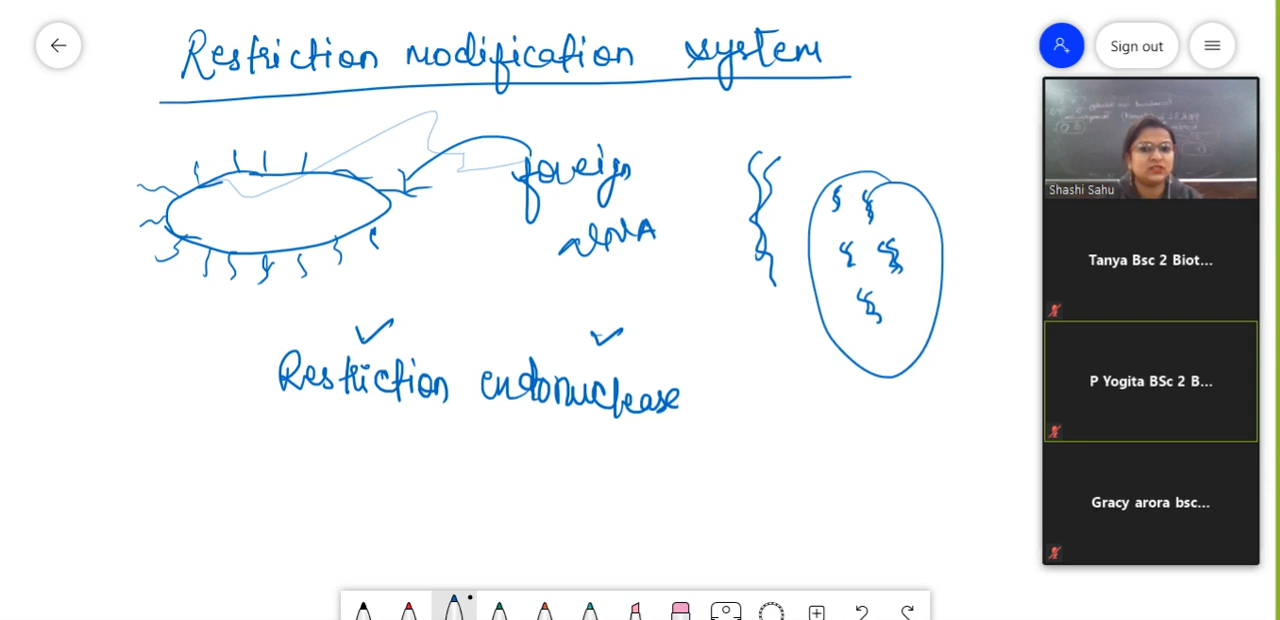 Restriction modification system
Sign out
foreign
DNA
Restriction endonuclease
Shashi Sahu
Tanya Bsc 2 Biot...
P Yogita BSc 2 B...
Gracy arora bsc...